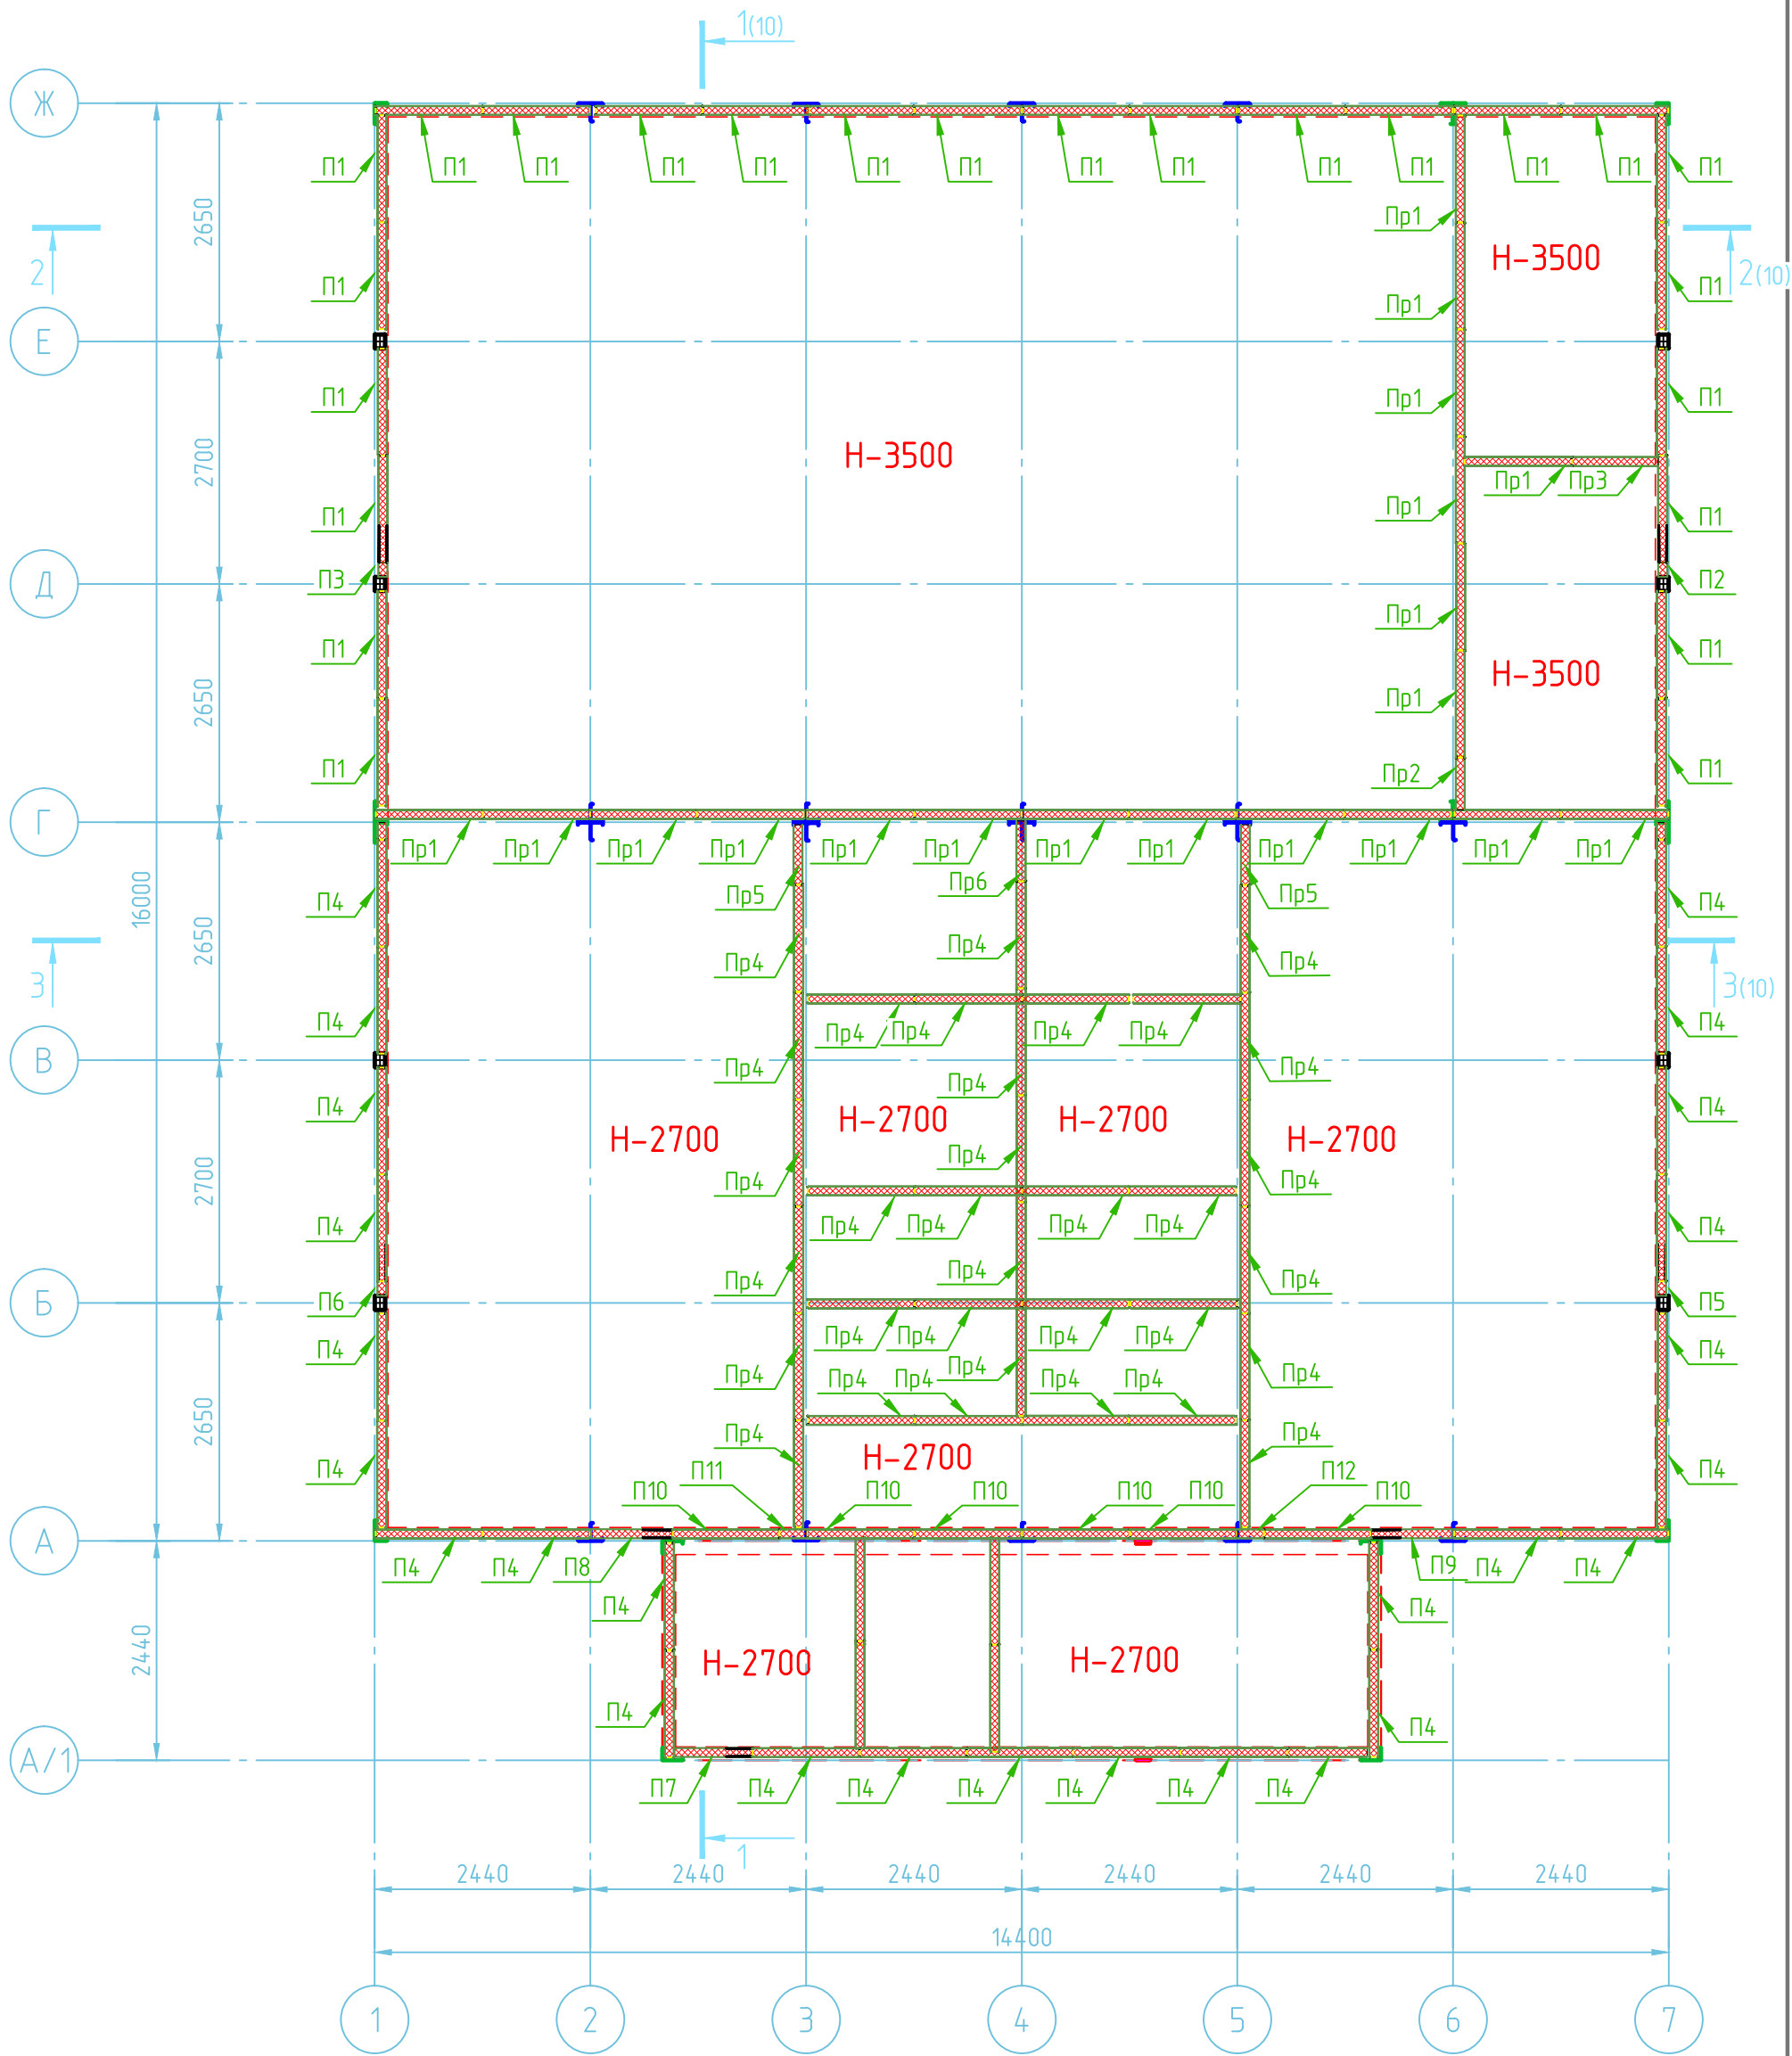 1(10)
Ж
П1 П1 П1 П1 П1 П1 П1 П1 П1 П1 П1 П1 П1 П1
2650
Пр1
Н-3500
2
2(10)
П1 П1
Пр1
Е
П1 Пр1 П1
Н-3500
2700
Пр1 Пр3
П1 Пр1 П1
Д
П3 П2
Пр1
П1 П1
Н-3500
2650
Пр1
П1 Пр2 П1
Г
Пр1 Пр1 Пр1 Пр1 Пр1 Пр1 Пр1 Пр1 Пр1 Пр1 Пр1 Пр1
16000
П4 Пр5 Пр6 Пр5 П4
2650
Пр4 Пр4 Пр4
3
3(10)
П4 Пр4 Пр4 Пр4 Пр4 П4
В
Пр4 Пр4 Пр4
П4 П4
Н-2700 Н-2700 Н-2700 Н-2700
Пр4
2700
Пр4 Пр4
П4 Пр4 Пр4 Пр4 Пр4 П4
Пр4 Пр4 Пр4
Б
П6 П5
П4 Пр4 Пр4 Пр4 Пр4 П4
Пр4 Пр4 Пр4
Пр4 Пр4 Пр4 Пр4
2650
Пр4 Пр4
Н-2700
П4 П11 П12 П4
П10 П10 П10 П10 П10 П10
А
П4 П4 П8 П9 П4 П4
П4 П4
2440
Н-2700 Н-2700
П4 П4
А/1
П7 П4 П4 П4 П4 П4 П4
1
2440 2440 2440 2440 2440 2440
14400
1 2 3 4 5 6 7